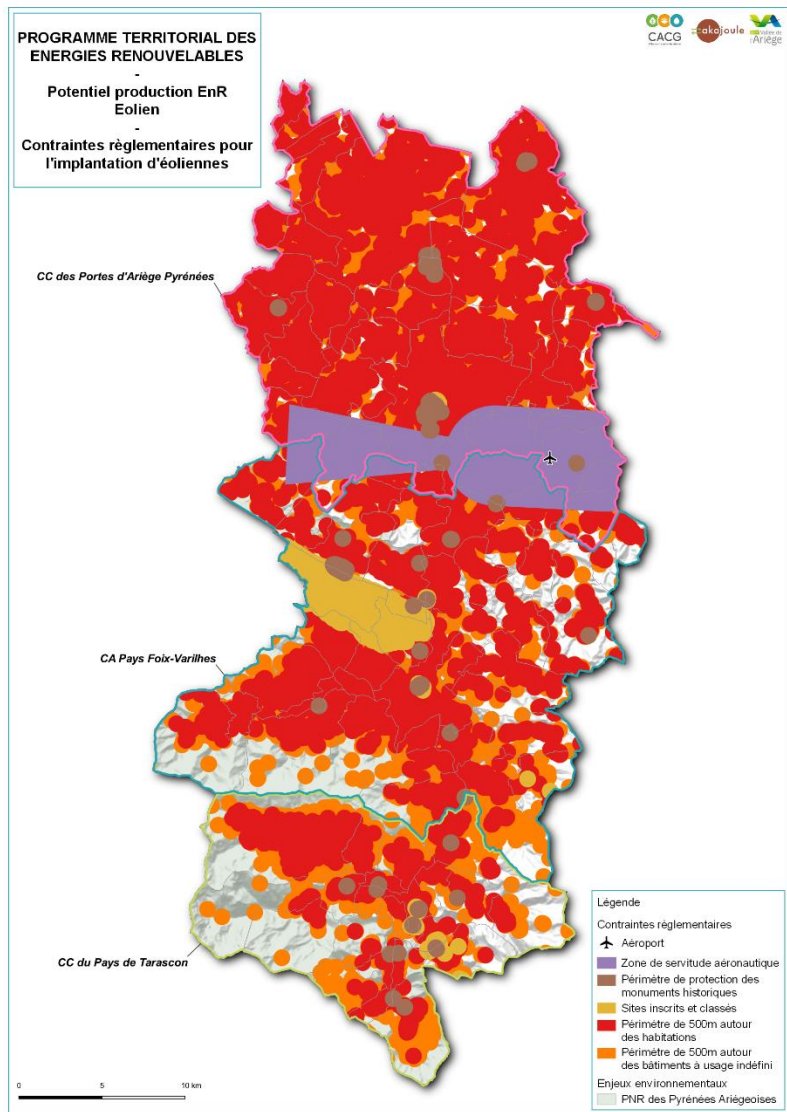 PROGRAMME TERRITORIAL DES
ENERGIES RENOUVELABLES
-
Potentiel production EnR
Eolien
-
Contraintes règlementaires pour
l'implantation d'éoliennes
CACG
akajoule
Ariège
CC des Portes d'Ariège Pyrénées
CA Pays Foix-Varilhes
CC du Pays de Tarascon
Légende
Contraintes réglementaires
Aéroport
Zone de servitude aéronautique
Périmètre de protection des
monuments historiques
Sites inscrits et classés
Périmètre de 500m autour
des habitations
Périmètre de 500m autour
des bâtiments à usage indéfini
Enjeux environnementaux
PNR des Pyrénées Ariégeoises
0 5 10 km